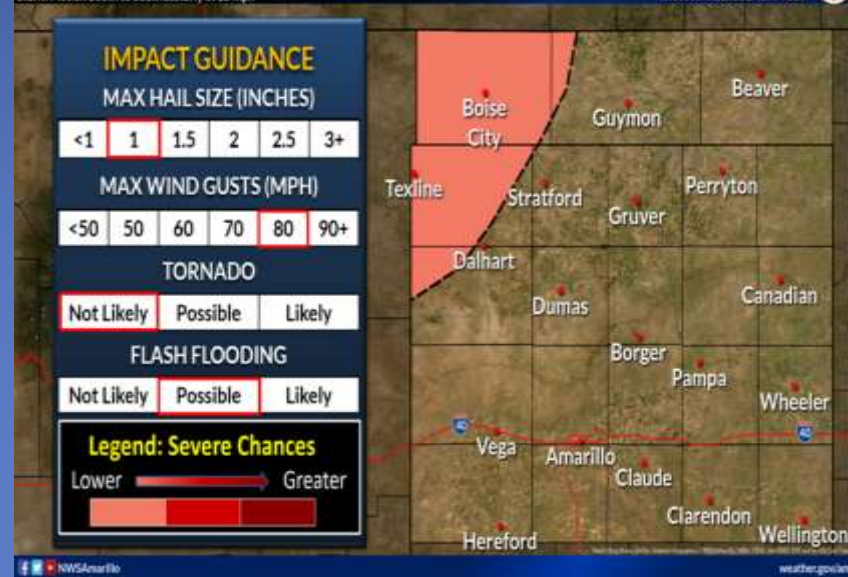 IMPACT GUIDANCE
MAX HAIL SIZE (INCHES)
<1 1 1.5 2 2.5 3+
MAX WIND GUSTS (MPH)
<50 50 60 70 80 90+
TORNADO
Not Likely Possible Likely
FLASH FLOODING
Not Likely Possible Likely
Legend: Severe Chances
Lower Greater
Boise
City
Guymon
Beaver
Texline
Stratford
Gruver
Perryton
Dalhart
Dumas
Canadian
Borger
Pampa
Wheeler
40
40
Vega
Amarillo
Claude
Clarendon
Hereford
Wellington
NWSAmarillo